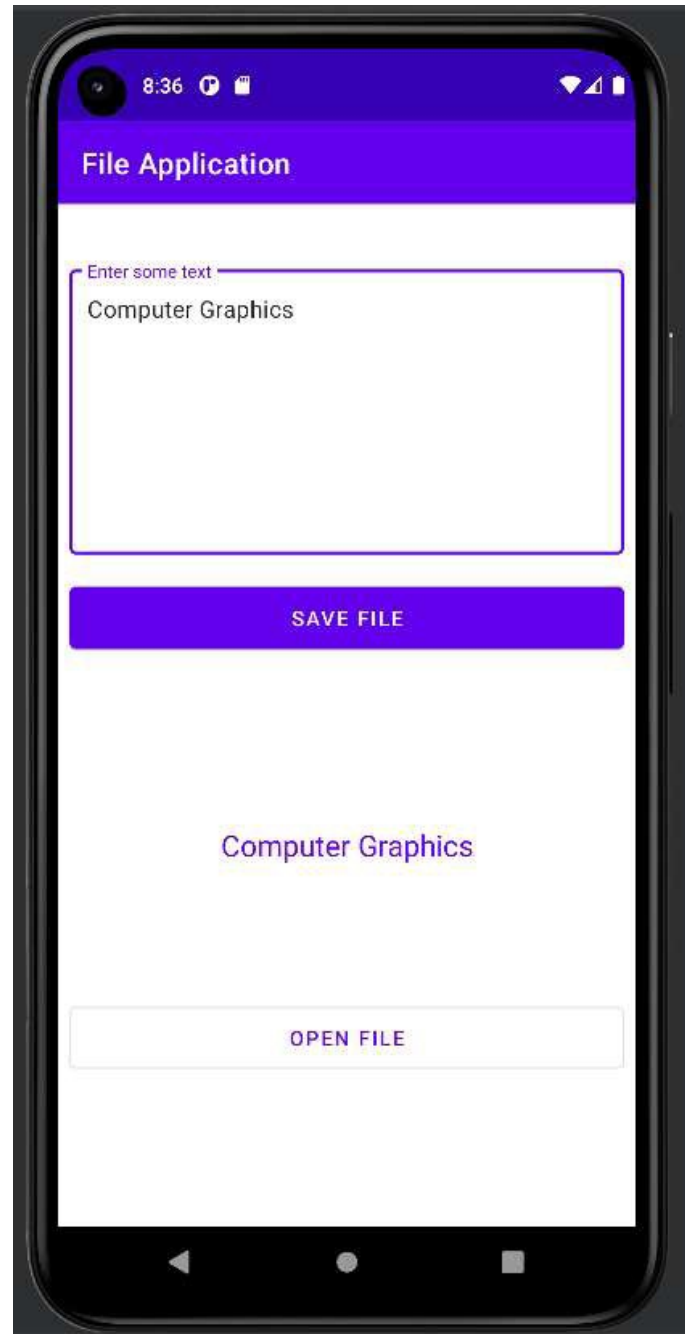 8:36
File Application
Enter some text
Computer Graphics
SAVE FILE
Computer Graphics
OPEN FILE